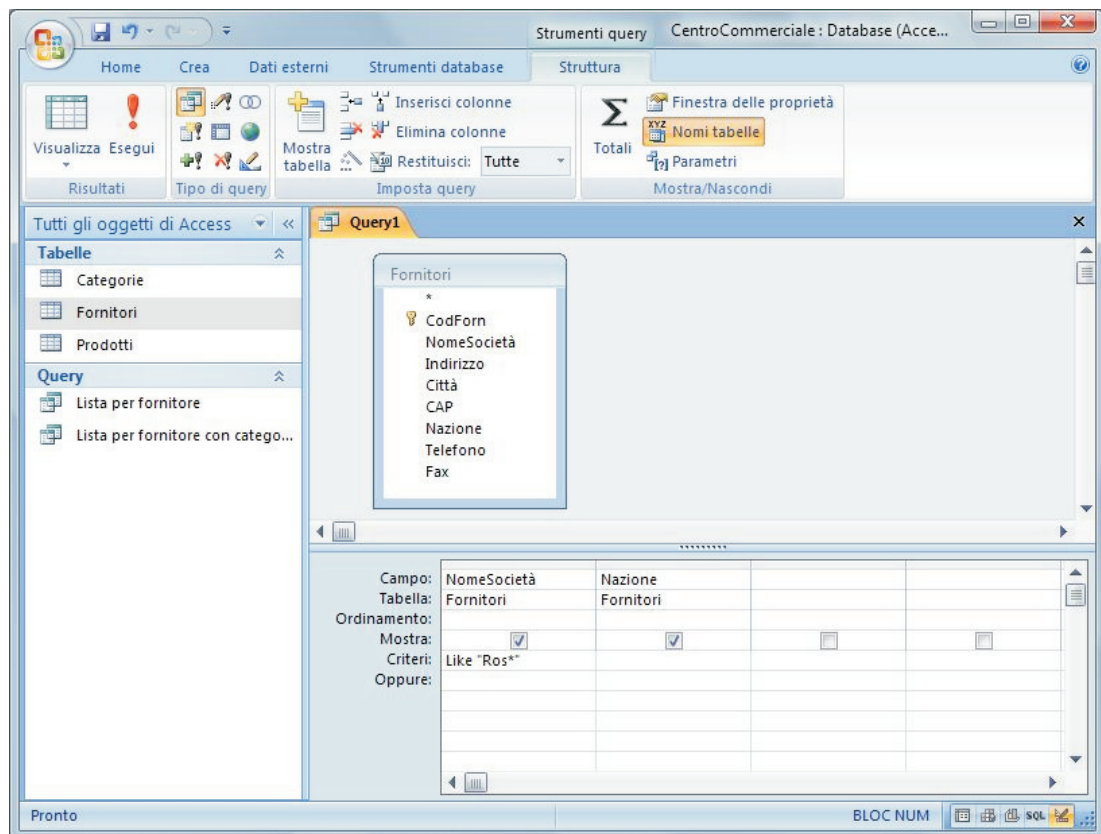 Strumenti query CentroCommerciale : Database (Acce...
Home Crea Dati esterni Strumenti database Struttura
Visualizza Esegui
Mostra tabella
Inserisci colonne
Elimina colonne
Restituisci: Tutte
Totali
Finestra delle proprietà
XYZ Nomi tabelle
Parametri
Risultati Tipo di query Imposta query Mostra/Nascondi
Tutti gli oggetti di Access
Tabelle
Categorie
Fornitori
Prodotti
Query
Lista per fornitore
Lista per fornitore con catego...
Query1
Fornitori
*
CodForn
NomeSocietà
Indirizzo
Città
CAP
Nazione
Telefono
Fax
Campo: NomeSocietà Nazione
Tabella: Fornitori Fornitori
Ordinamento:
Mostra:
Criteri: Like "Ros*"
Oppure:
Pronto BLOC NUM SQL